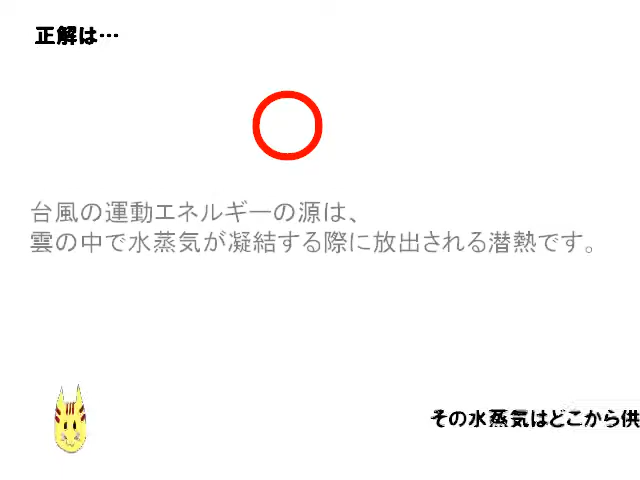 正解は…
台風の運動エネルギーの源は、
雲の中で水蒸気が凝結する際に放出される潜熱です。
その水蒸気はどこから供